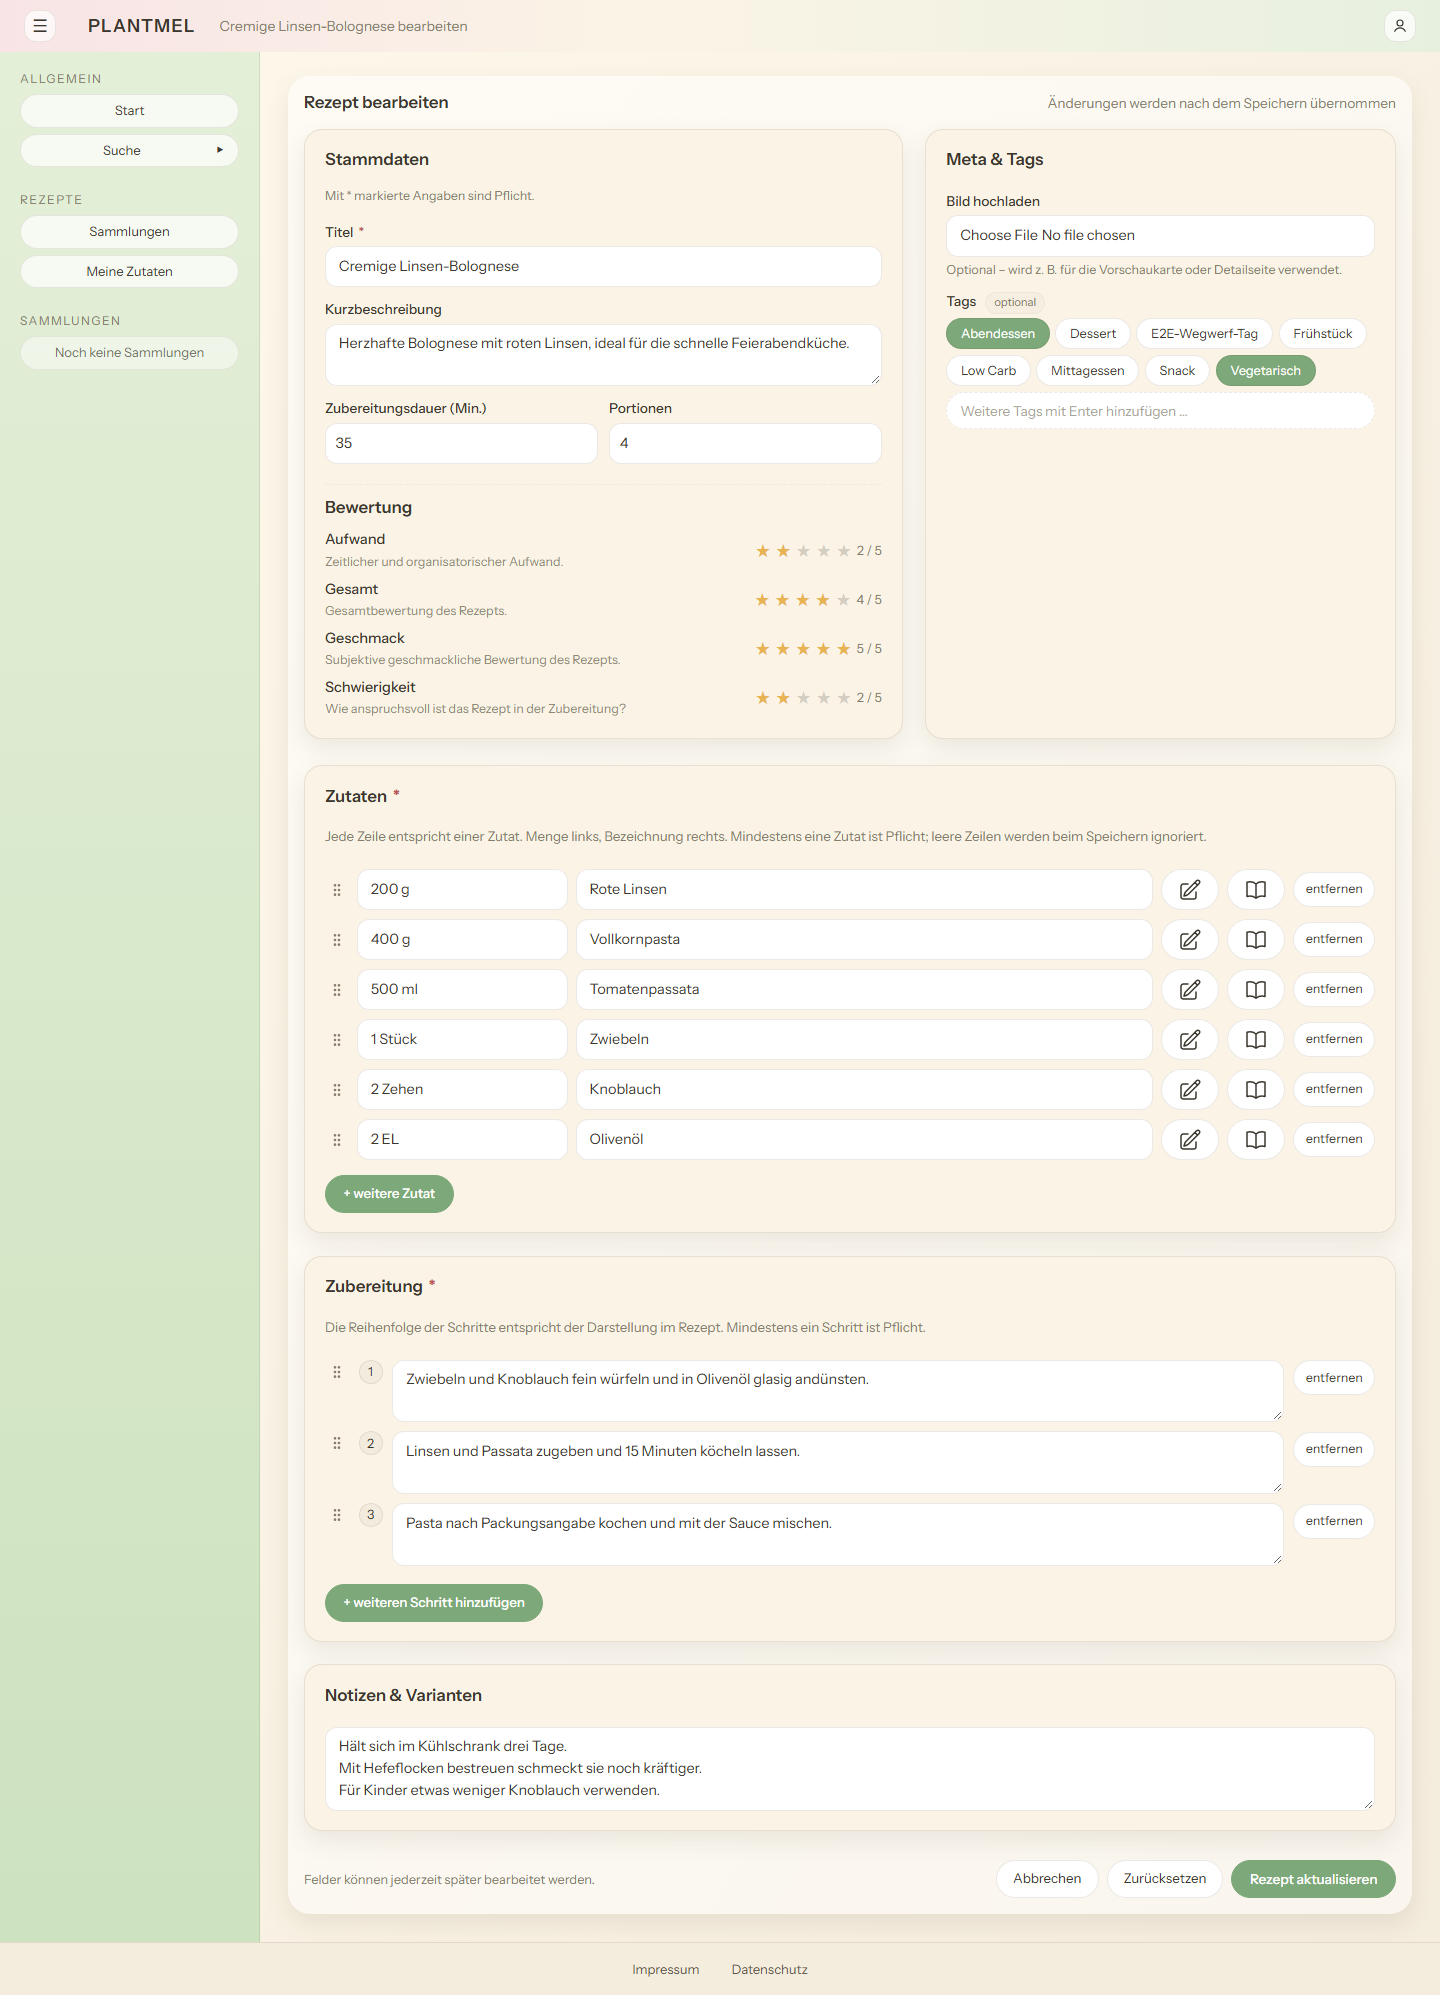 PLANTMEL
Cremige Linsen-Bolognese bearbeiten
ALLGEMEIN
Start
Suche
REZEPTE
Sammlungen
Meine Zutaten
SAMMLUNGEN
Noch keine Sammlungen
Rezept bearbeiten
Änderungen werden nach dem Speichern übernommen
Stammdaten
Mit * markierte Angaben sind Pflicht.
Titel *
Cremige Linsen-Bolognese
Kurzbeschreibung
Herzhafte Bolognese mit roten Linsen, ideal für die schnelle Feierabendküche.
Zubereitungsdauer (Min.) Portionen
35 4
Bewertung
Aufwand
Zeitlicher und organisatorischer Aufwand.
2 / 5
Gesamt
Gesamtbewertung des Rezepts.
4 / 5
Geschmack
Subjektive geschmackliche Bewertung des Rezepts.
5 / 5
Schwierigkeit
Wie anspruchsvoll ist das Rezept in der Zubereitung?
2 / 5
Meta & Tags
Bild hochladen
Choose File No file chosen
Optional – wird z. B. für die Vorschaukarte oder Detailseite verwendet.
Tags optional
Abendessen Dessert E2E-Wegwerf-Tag Frühstück
Low Carb Mittagessen Snack Vegetarisch
Weitere Tags mit Enter hinzufügen ...
Zutaten *
Jede Zeile entspricht einer Zutat. Menge links, Bezeichnung rechts. Mindestens eine Zutat ist Pflicht; leere Zeilen werden beim Speichern ignoriert.
200 g Rote Linsen entfernen
400 g Vollkornpasta entfernen
500 ml Tomatenpassata entfernen
1 Stück Zwiebeln entfernen
2 Zehen Knoblauch entfernen
2 EL Olivenöl entfernen
+ weitere Zutat
Zubereitung *
Die Reihenfolge der Schritte entspricht der Darstellung im Rezept. Mindestens ein Schritt ist Pflicht.
1 Zwiebeln und Knoblauch fein würfeln und in Olivenöl glasig andünsten. entfernen
2 Linsen und Passata zugeben und 15 Minuten köcheln lassen. entfernen
3 Pasta nach Packungsangabe kochen und mit der Sauce mischen. entfernen
+ weiteren Schritt hinzufügen
Notizen & Varianten
Hält sich im Kühlschrank drei Tage.
Mit Hefeflocken bestreuen schmeckt sie noch kräftiger.
Für Kinder etwas weniger Knoblauch verwenden.
Felder können jederzeit später bearbeitet werden.
Abbrechen Zurücksetzen Rezept aktualisieren
Impressum Datenschutz